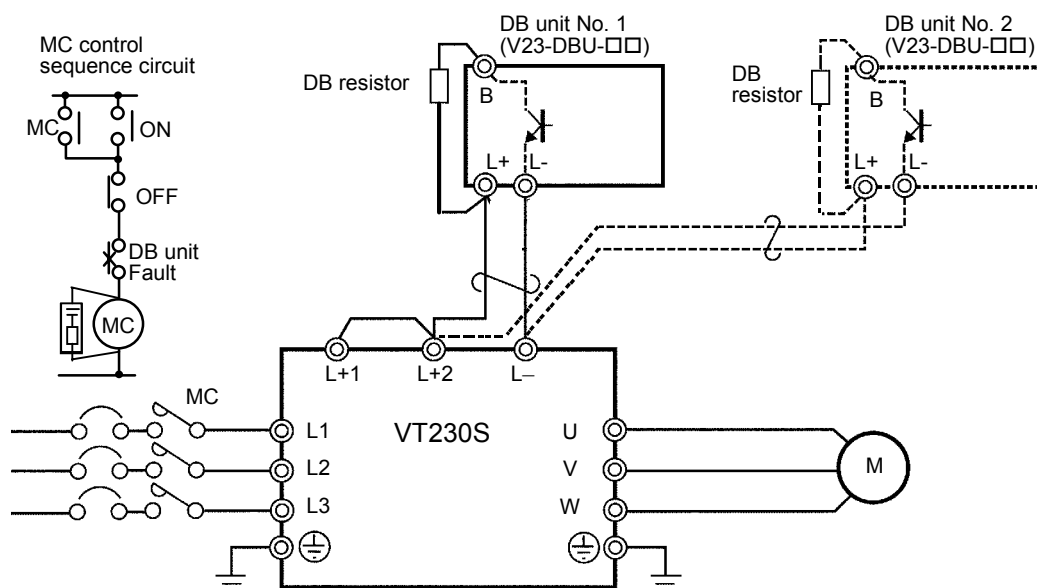 MC control
sequence circuit
MC
ON
OFF
DB unit
Fault
MC
DB unit No. 1
(V23-DBU-□□)
DB resistor
B
L+
L-
DB unit No. 2
(V23-DBU-□□)
DB
resistor
B
L+
L-
L+1
L+2
L–
MC
L1
L2
L3
VT230S
U
V
W
M